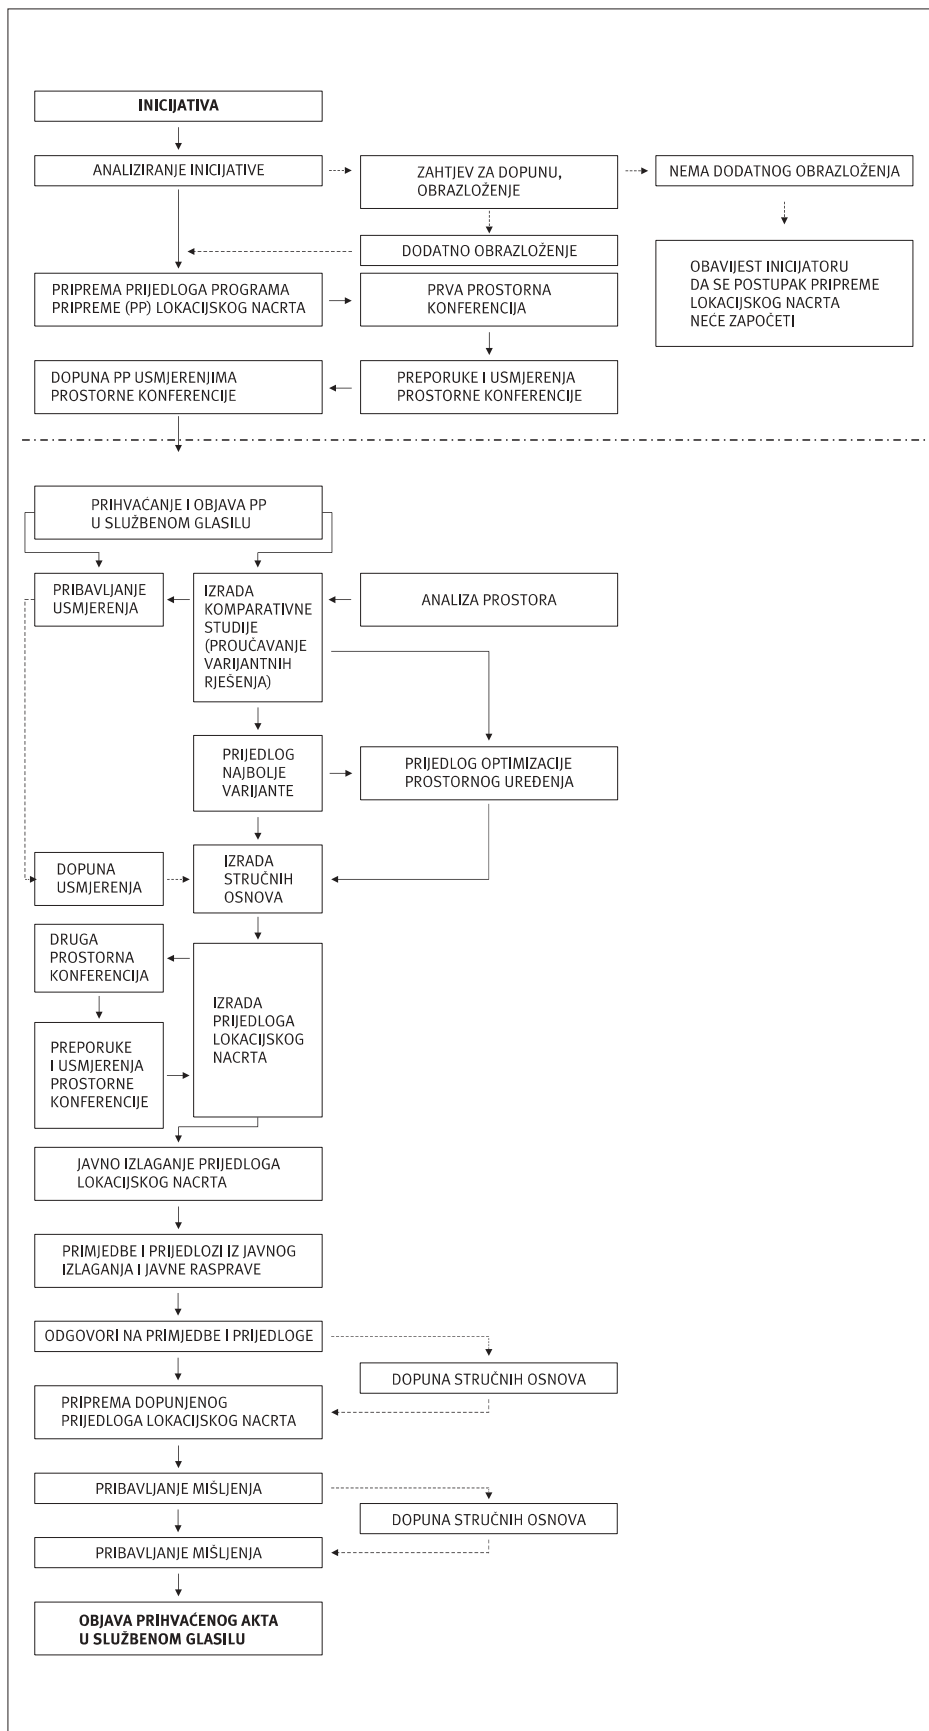 INICIJATIVA
ANALIZIRANJE INICIJATIVE
ZAHTJEV ZA DOPUNU,
OBRAZLOŽENJE
NEMA DODATNOG OBRAZLOŽENJA
DODATNO OBRAZLOŽENJE
OBAVIJEST INICIJATORU
DA SE POSTUPAK PRIPREME
LOKACIJSKOG NACRTA
NEĆE ZAPOČETI
PRIPREMA PRIJEDLOGA PROGRAMA
PRIPREME (PP) LOKACIJSKOG NACRTA
PRVA PROSTORNA
KONFERENCIJA
DOPUNA PP USMJERENJIMA
PROSTORNE KONFERENCIJE
PREPORUKE I USMJERENJA
PROSTORNE KONFERENCIJE
PRIHVAĆANJE I OBJAVA PP
U SLUŽBENOM GLASILU
PRIBAVLJANJE
USMJERENJA
IZRADA
KOMPARATIVNE
STUDIJE
(PROUČAVANJE
VARIJANTNIH
RJEŠENJA)
ANALIZA PROSTORA
PRIJEDLOG
NAJBOLJE
VARIJANTE
PRIJEDLOG OPTIMIZACIJE
PROSTORNOG UREĐENJA
DOPUNA
USMJERENJA
IZRADA
STRUČNIH
OSNOVA
DRUGA
PROSTORNA
KONFERENCIJA
IZRADA
PRIJEDLOGA
LOKACIJSKOG
NACRTA
PREPORUKE
I USMJERENJA
PROSTORNE
KONFERENCIJE
JAVNO IZLAGANJE PRIJEDLOGA
LOKACIJSKOG NACRTA
PRIMJEDBE I PRIJEDLOZI IZ JAVNOG
IZLAGANJA I JAVNE RASPRAVE
ODGOVORI NA PRIMJEDBE I PRIJEDLOGE
DOPUNA STRUČNIH OSNOVA
PRIPREMA DOPUNJENOG
PRIJEDLOGA LOKACIJSKOG NACRTA
PRIBAVLJANJE MIŠLJENJA
DOPUNA STRUČNIH OSNOVA
PRIBAVLJANJE MIŠLJENJA
OBJAVA PRIHVAĆENOG AKTA
U SLUŽBENOM GLASILU